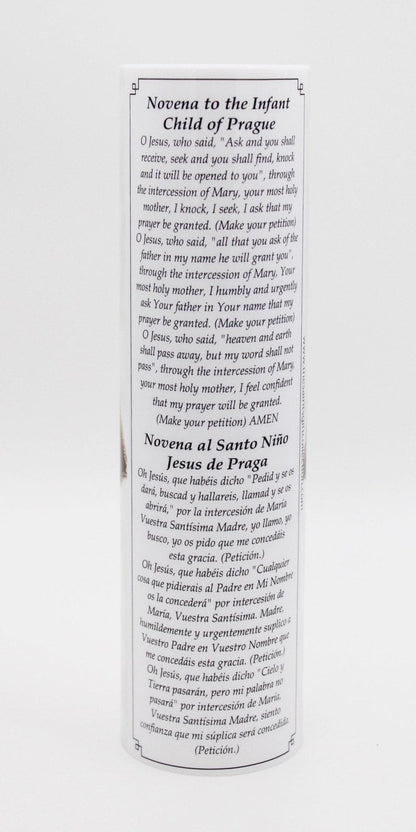 Novena to the Infant
Child of Prague
O Jesus, who said, "Ask and you shall
receive, seek and you shall find, knock
and it will be opened to you", through
the intercession of Mary, your most holy
mother, I knock, I seek, I ask that my
prayer be granted. (Make your petition)
O Jesus, who said, "all that you ask of the
father in my name he will grant you",
through the intercession of Mary, Your
most holy mother, I humbly and urgently
ask Your father in Your name that my
prayer be granted. (Make your petition)
O Jesus, who said, "heaven and earth
shall pass away, but my word shall not
pass", through the intercession of Mary,
your most holy mother, I feel confident
that my prayer will be granted.
(Make your petition) AMEN
Novena al Santo Niño
Jesus de Praga
Oh Jesús, que habéis dicho "Pedid y se os
dará, buscad y hallareis, llamad y se os
abrirá," por la intercesión de María
Vuestra Santísima Madre, yo llamo, yo
busco, yo os pido que me concedáis
esta gracia. (Petición.)
Oh Jesús, que habéis dicho "Cualquier
cosa que pidierais al Padre en Mi Nombre
os la concederá" por intercesión de
María, Vuestra Santísima. Madre,
humildemente y urgentemente suplico a
Vuestro Padre en Vuestro Nombre que
me concedáis esta gracia. (Petición.)
Oh Jesús, que habéis dicho "Cielo y
Tierra pasarán, pero mi palabra no
pasará" por intercesión de María,
Vuestra Santísima Madre, siento
confianza que mi súplica será concedida.
(Petición.)